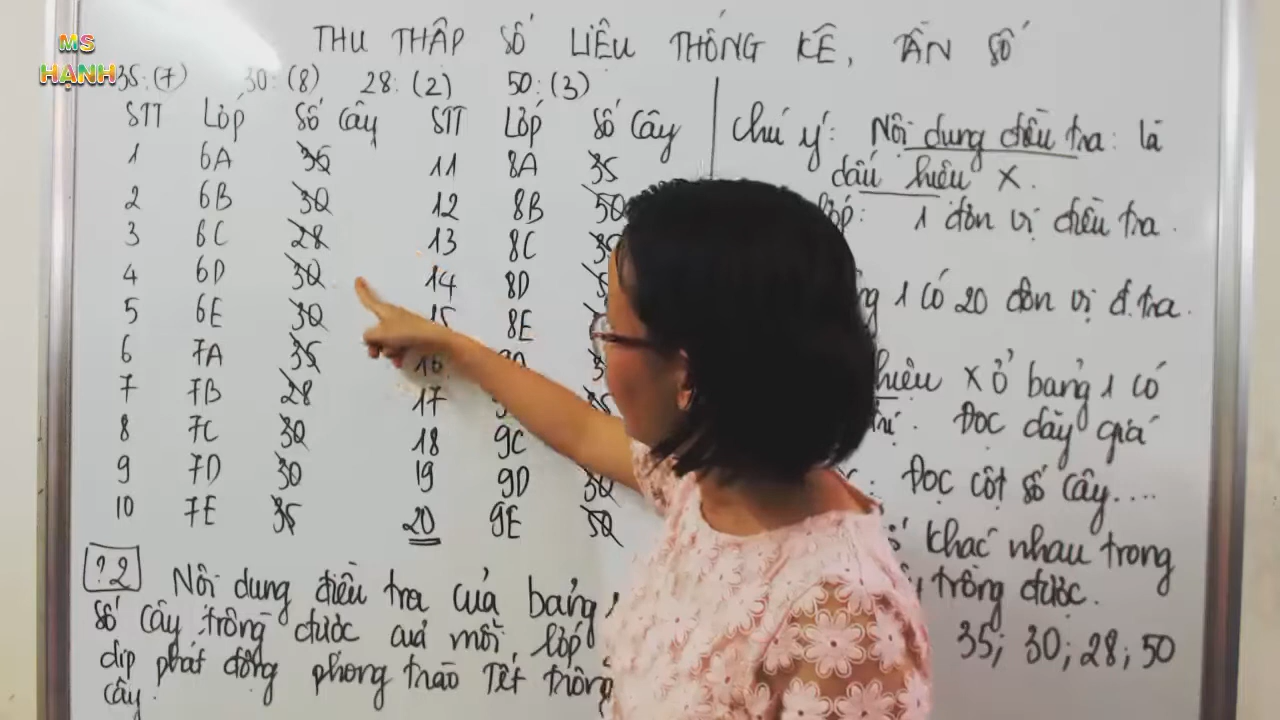 MS
HẠNH
THU THẬP SỐ LIỆU THỐNG KÊ, TẦN SỐ
35: (7) 30: (8) 28: (2) 50: (3)
STT Lớp Số cây STT Lớp Số cây
1 6A 35 11 8A 35
2 6B 30 12 8B 50
3 6C 28 13 8C
4 6D 30 14 8D
5 6E 30 15 8E
6 7A 35 16
7 7B 28 17
8 7C 30 18 9C
9 7D 30 19 9D 30
10 7E 35 20 9E 50
?2 Nội dung điều tra của bảng
số cây trồng được của mỗi lớp
dịp phát động phong trào Tết trồng
cây.
Chú ý: Nội dung điều tra: là
dấu hiệu X.
lớp: 1 đơn vị điều tra.
1 có 20 đơn vị đ.tra.
hiệu X ở bảng 1 có
Đọc dãy giá
Đọc cột số cây....
khác nhau trong
trồng được.
35; 30; 28; 50